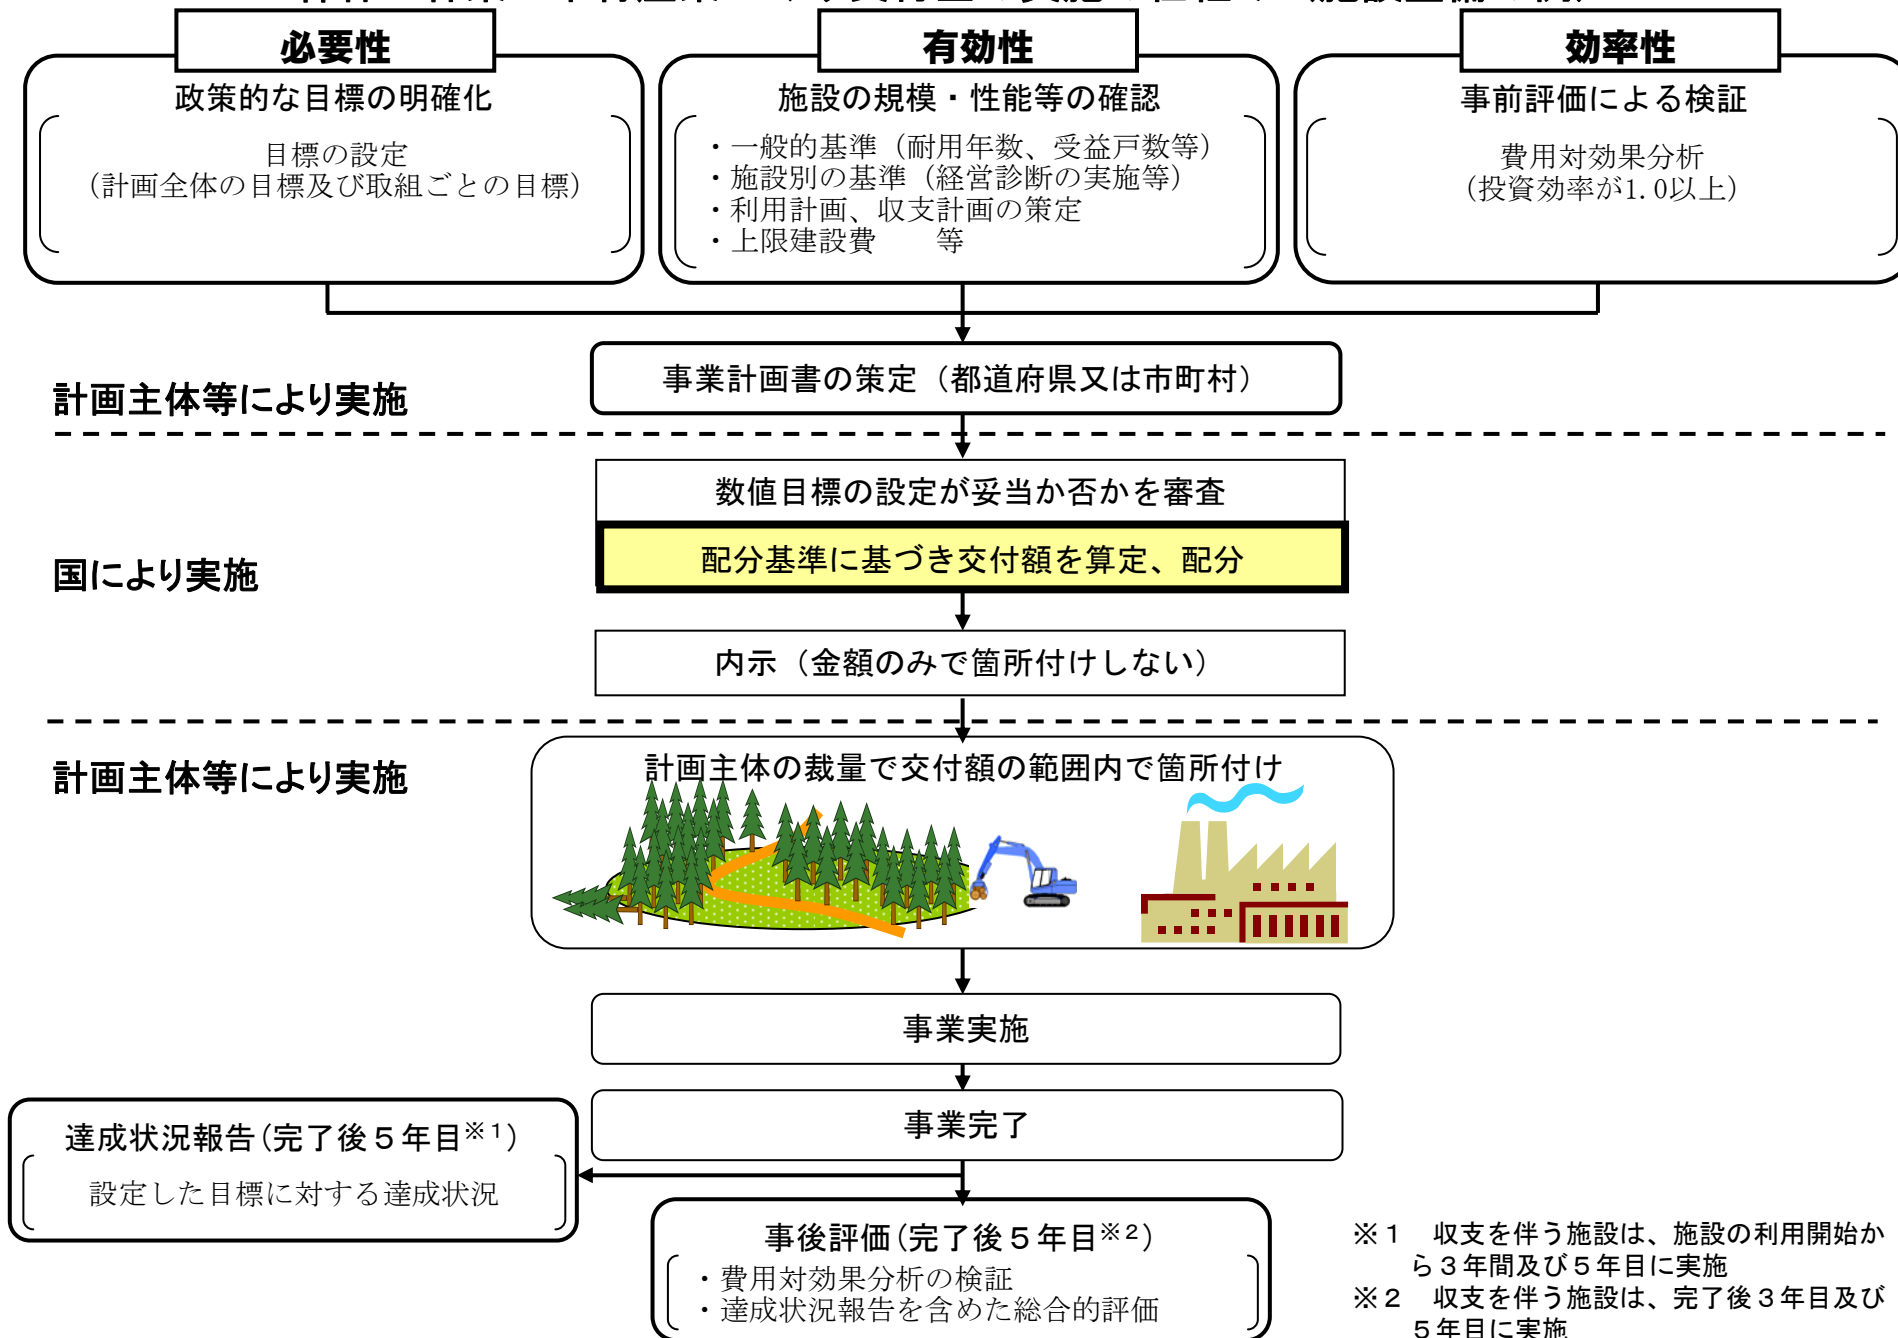 必要性
政策的な目標の明確化
目標の設定
(計画全体の目標及び取組ごとの目標)
有効性
施設の規模・性能等の確認
・一般的基準(耐用年数、受益戸数等)
・施設別の基準(経営診断の実施等)
・利用計画、収支計画の策定
・上限建設費　　等
効率性
事前評価による検証
費用対効果分析
(投資効率が1.0以上)
事業計画書の策定(都道府県又は市町村)
計画主体等により実施
数値目標の設定が妥当か否かを審査
配分基準に基づき交付額を算定、配分
国により実施
内示(金額のみで箇所付けしない)
計画主体等により実施
計画主体の裁量で交付額の範囲内で箇所付け
事業実施
事業完了
達成状況報告(完了後5年目※1)
設定した目標に対する達成状況
事後評価(完了後5年目※2)
・費用対効果分析の検証
・達成状況報告を含めた総合的評価
※1　収支を伴う施設は、施設の利用開始か
ら3年間及び5年目に実施
※2　収支を伴う施設は、完了後3年目及び
5年目に実施